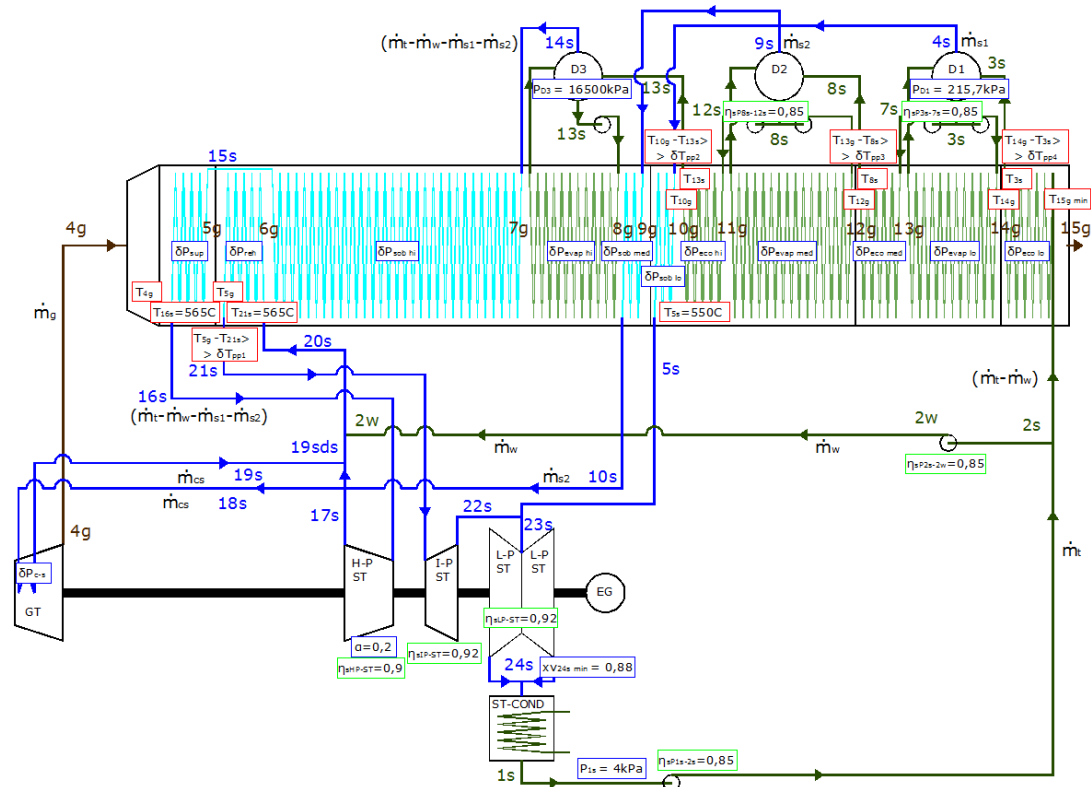 (ṁt-ṁw-ṁs1-ṁs2)
14s
9s
ṁs2
4s
ṁs1
D3
D2
D1
3s
PD3 = 16500kPa
13s
8s
PD1 = 215,7kPa
12s
ηsP8s-12s=0,85
7s
ηsP3s-7s=0,85
13s
8s
3s
T10g -T13s>
> δTpp2
T13g -T8s>
> δTpp3
T14g -T3s>
> δTpp4
15s
T13s
T8s
T3s
T10g
T12g
T14g
T15g min
4g
5g
6g
7g
8g
9g
10g
11g
12g
13g
14g
15g
δPsup
δPreh
δPsob hi
δPevap hi
δPsob med
δPeco hi
δPevap med
δPeco med
δPevap lo
δPeco lo
δPsob lo
T4g
T5g
T16s=565C
T21s=565C
T5s=550C
ṁg
T5g -T21s>
> δTpp1
20s
21s
5s
16s
(ṁt-ṁw)
(ṁt-ṁw-ṁs1-ṁs2)
2w
2w
2s
19sds
ṁw
ṁw
ηsP2s-2w=0,85
19s
ṁcs
ṁs2
10s
ṁcs
18s
22s
17s
23s
4g
ṁt
H-P
ST
I-P
ST
L-P
ST
L-P
ST
δPc-s
GT
EG
ηsLP-ST=0,92
α=0,2
ηsIP-ST=0,92
ηsHP-ST=0,9
24s
XV24s min = 0,88
ST-COND
1s
P1s = 4kPa
ηsP1s-2s=0,85